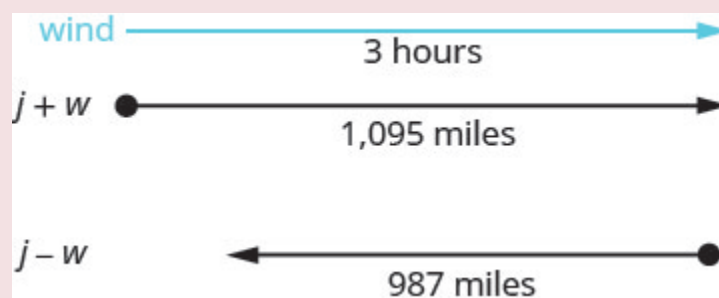 wind
3 hours
j + w
1,095 miles
j – w
987 miles